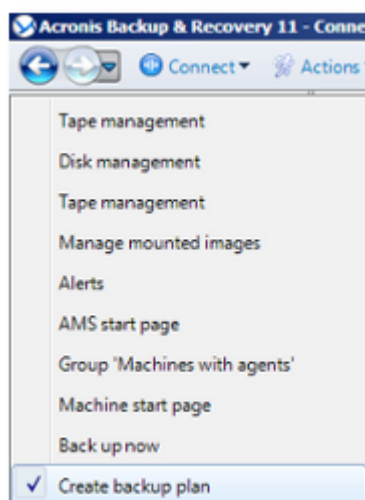 Acronis Backup & Recovery 11 - Conne
Connect Actions
Tape management
Disk management
Tape management
Manage mounted images
Alerts
AMS start page
Group 'Machines with agents'
Machine start page
Back up now
Create backup plan